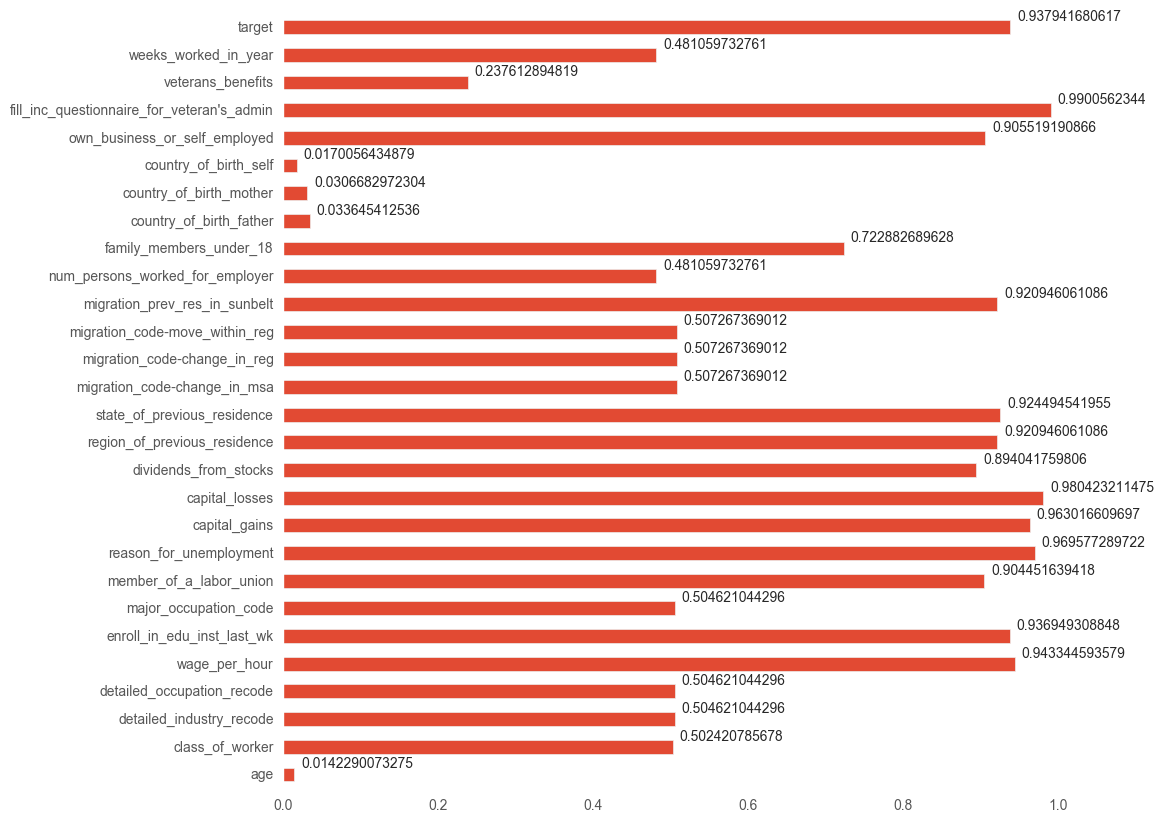 target 0.937941680617
weeks_worked_in_year 0.481059732761
veterans_benefits 0.237612894819
fill_inc_questionnaire_for_veteran's_admin 0.9900562344
own_business_or_self_employed 0.905519190866
country_of_birth_self 0.0170056434879
country_of_birth_mother 0.0306682972304
country_of_birth_father 0.033645412536
family_members_under_18 0.722882689628
num_persons_worked_for_employer 0.481059732761
migration_prev_res_in_sunbelt 0.920946061086
migration_code-move_within_reg 0.507267369012
migration_code-change_in_reg 0.507267369012
migration_code-change_in_msa 0.507267369012
state_of_previous_residence 0.924494541955
region_of_previous_residence 0.920946061086
dividends_from_stocks 0.894041759806
capital_losses 0.980423211475
capital_gains 0.963016609697
reason_for_unemployment 0.969577289722
member_of_a_labor_union 0.904451639418
major_occupation_code 0.504621044296
enroll_in_edu_inst_last_wk 0.936949308848
wage_per_hour 0.943344593579
detailed_occupation_recode 0.504621044296
detailed_industry_recode 0.504621044296
class_of_worker 0.502420785678
age 0.0142290073275
0.0 0.2 0.4 0.6 0.8 1.0